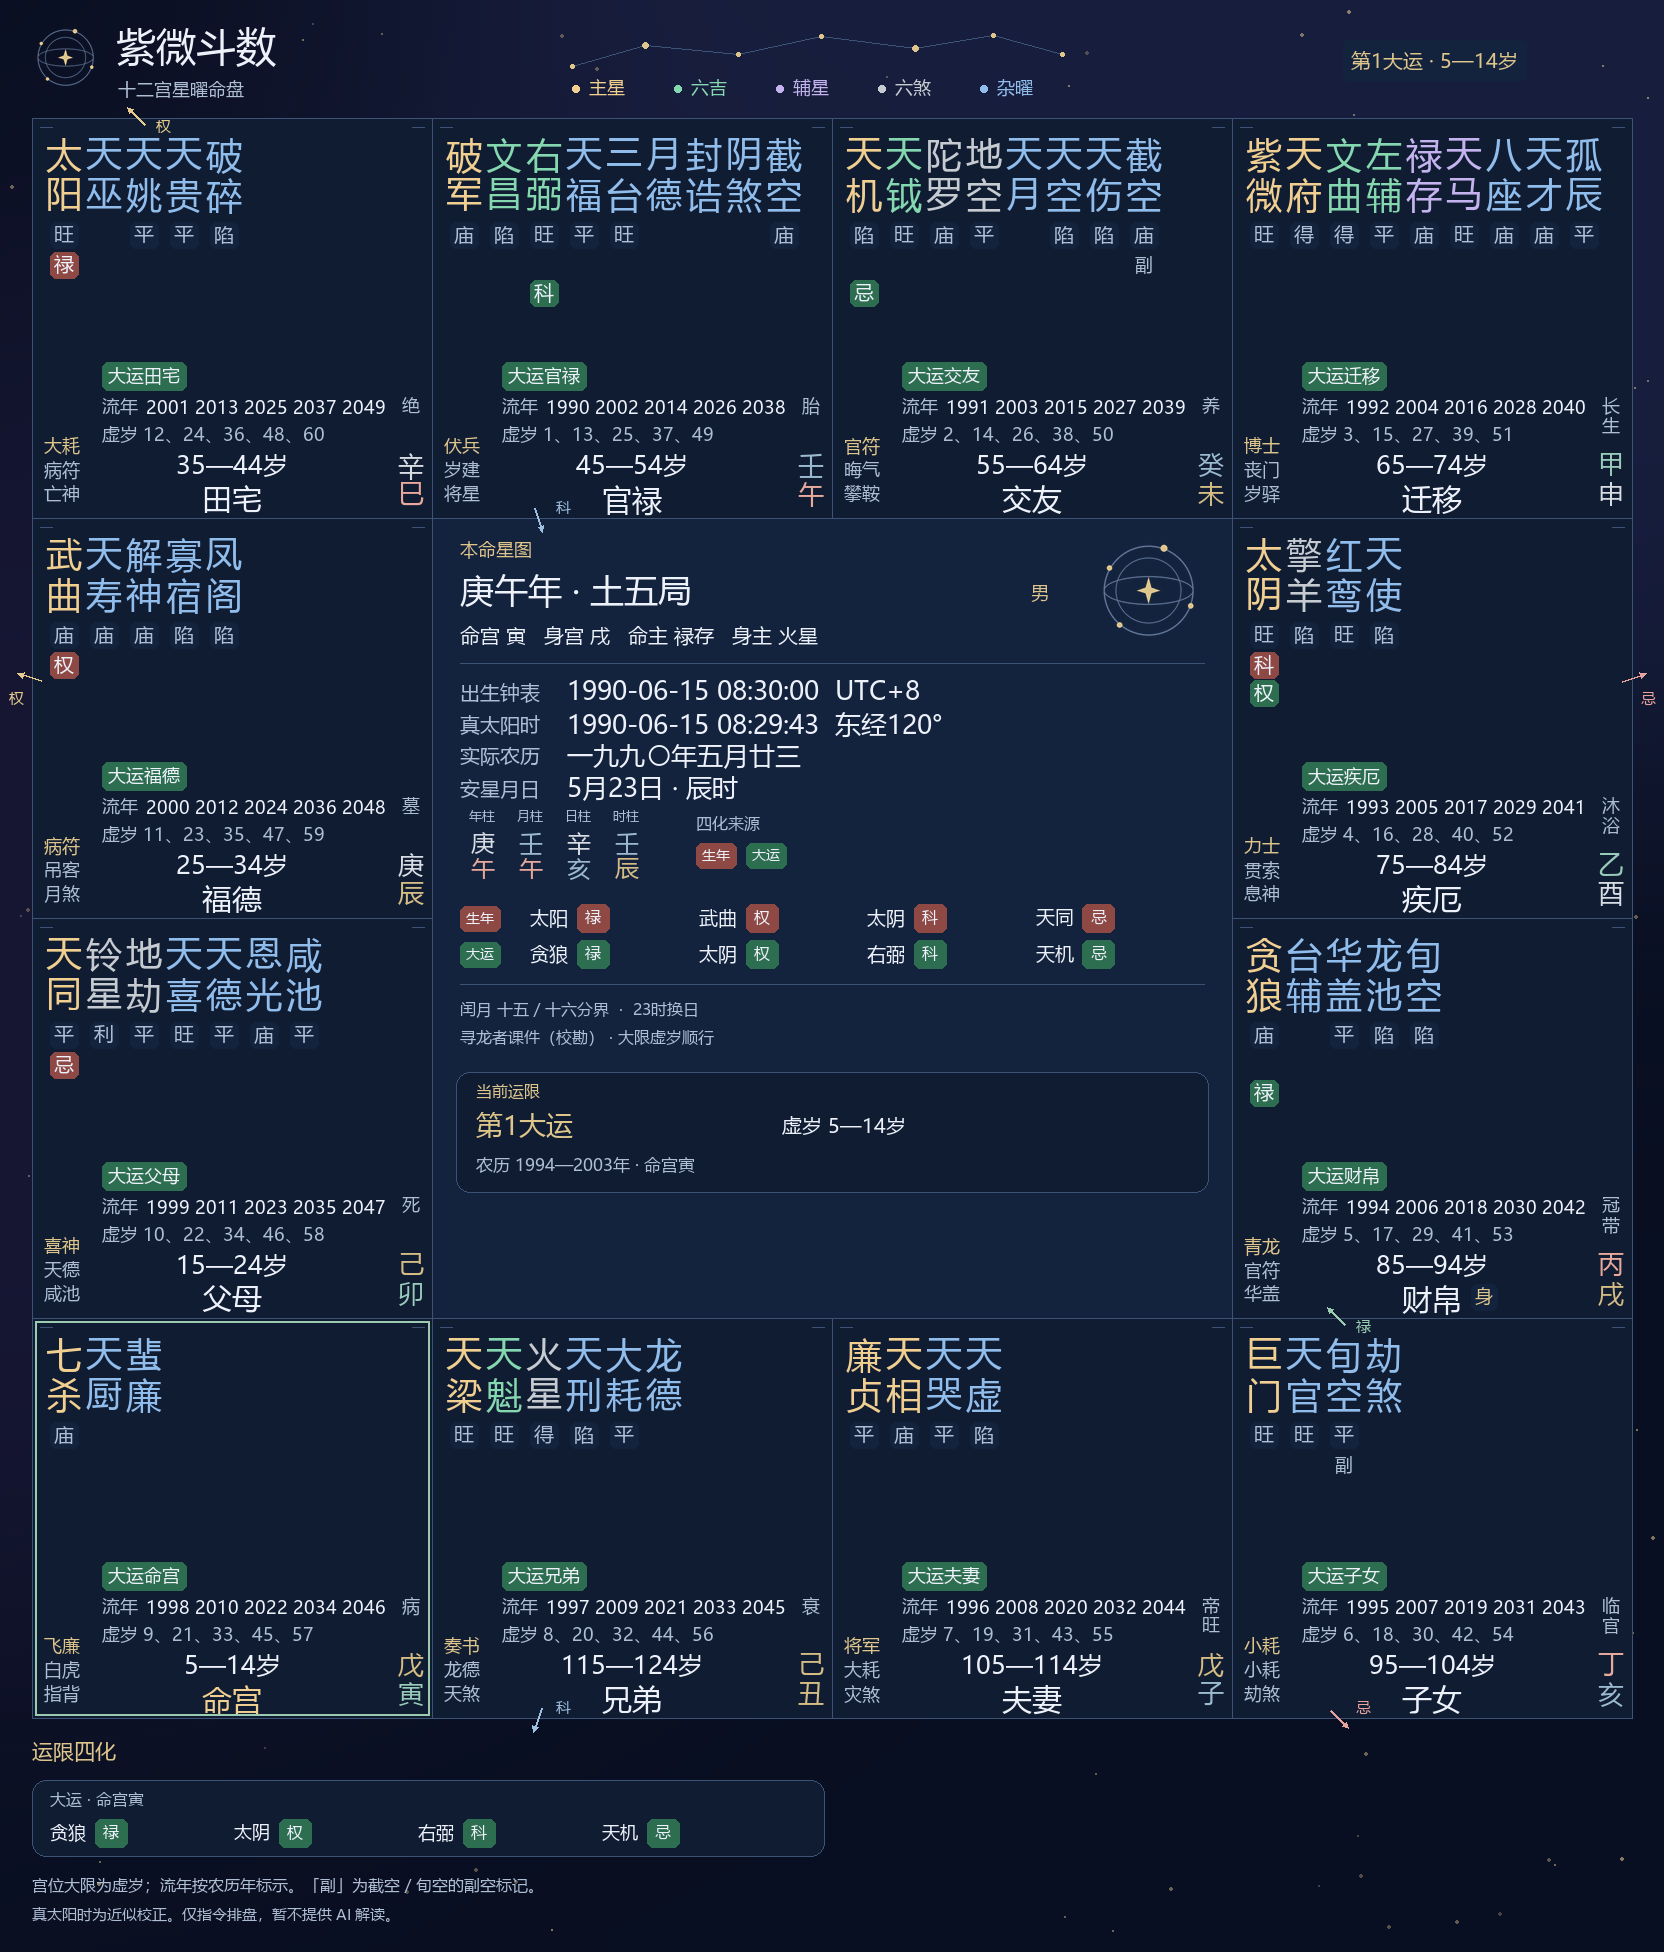 紫微斗数
十二宫星曜命盘
主星 六吉 辅星 六煞 杂曜
第1大运 · 5—14岁
权
太阳 天巫 天姚 天贵 破碎
旺 平 平 陷
禄
大运田宅
流年 2001 2013 2025 2037 2049 绝
虚岁 12、24、36、48、60
大耗
病符
亡神
35—44岁
田宅
辛巳
破军 文昌 右弼 天福 三台 月德 封诰 阴煞 截空
庙 陷 旺 平 旺 庙
科
大运官禄
流年 1990 2002 2014 2026 2038 胎
虚岁 1、13、25、37、49
伏兵
岁建
将星
45—54岁
官禄
壬午
科
天机 天钺 陀罗 地空 天月 天空 天伤 截空
陷 旺 庙 平 陷 陷 庙
副
忌
大运交友
流年 1991 2003 2015 2027 2039 养
虚岁 2、14、26、38、50
官符
晦气
攀鞍
55—64岁
交友
癸未
紫微 天府 文曲 左辅 禄存 天马 八座 天才 孤辰
旺 得 得 平 庙 旺 庙 庙 平
大运迁移
流年 1992 2004 2016 2028 2040 长生
虚岁 3、15、27、39、51
博士
丧门
岁驿
65—74岁
迁移
甲申
武曲 天寿 解神 寡宿 凤阁
庙 庙 庙 陷 陷
权
权
大运福德
流年 2000 2012 2024 2036 2048 墓
虚岁 11、23、35、47、59
病符
吊客
月煞
25—34岁
福德
庚辰
本命星图
庚午年 · 土五局
男
命宫 寅 身宫 戌 命主 禄存 身主 火星
出生钟表 1990-06-15 08:30:00 UTC+8
真太阳时 1990-06-15 08:29:43 东经120°
实际农历 一九九〇年五月廿三
安星月日 5月23日 · 辰时
年柱 月柱 日柱 时柱
庚午 壬午 辛亥 壬辰
四化来源
生年 大运
生年 太阳 禄 武曲 权 太阴 科 天同 忌
大运 贪狼 禄 太阴 权 右弼 科 天机 忌
闰月 十五 / 十六分界 · 23时换日
寻龙者课件（校勘）· 大限虚岁顺行
当前运限
第1大运 虚岁 5—14岁
农历 1994—2003年 · 命宫寅
太阴 擎羊 红鸾 天使
旺 陷 旺 陷
科
权
忌
大运疾厄
流年 1993 2005 2017 2029 2041 沐浴
虚岁 4、16、28、40、52
力士
贯索
息神
75—84岁
疾厄
乙酉
天同 铃星 地劫 天喜 天德 恩光 咸池
平 利 平 旺 平 庙 平
忌
大运父母
流年 1999 2011 2023 2035 2047 死
虚岁 10、22、34、46、58
喜神
天德
咸池
15—24岁
父母
己卯
贪狼 台辅 华盖 龙池 旬空
庙 平 陷 陷
禄
大运财帛
流年 1994 2006 2018 2030 2042 冠带
虚岁 5、17、29、41、53
青龙
官符
华盖
85—94岁
财帛 身
丙戌
禄
七杀 天厨 蜚廉
庙
大运命宫
流年 1998 2010 2022 2034 2046 病
虚岁 9、21、33、45、57
飞廉
白虎
指背
5—14岁
命宫
戊寅
天梁 天魁 火星 天刑 大耗 龙德
旺 旺 得 陷 平
大运兄弟
流年 1997 2009 2021 2033 2045 衰
虚岁 8、20、32、44、56
奏书
龙德
天煞
115—124岁
兄弟
己丑
科
廉贞 天相 天哭 天虚
平 庙 平 陷
大运夫妻
流年 1996 2008 2020 2032 2044 帝旺
虚岁 7、19、31、43、55
将军
大耗
灾煞
105—114岁
夫妻
戊子
巨门 天官 旬空 劫煞
旺 旺 平
副
大运子女
流年 1995 2007 2019 2031 2043 临官
虚岁 6、18、30、42、54
小耗
小耗
劫煞
95—104岁
子女
丁亥
忌
运限四化
大运 · 命宫寅
贪狼 禄 太阴 权 右弼 科 天机 忌
宫位大限为虚岁；流年按农历年标示。「副」为截空 / 旬空的副空标记。
真太阳时为近似校正。仅指令排盘，暂不提供 AI 解读。